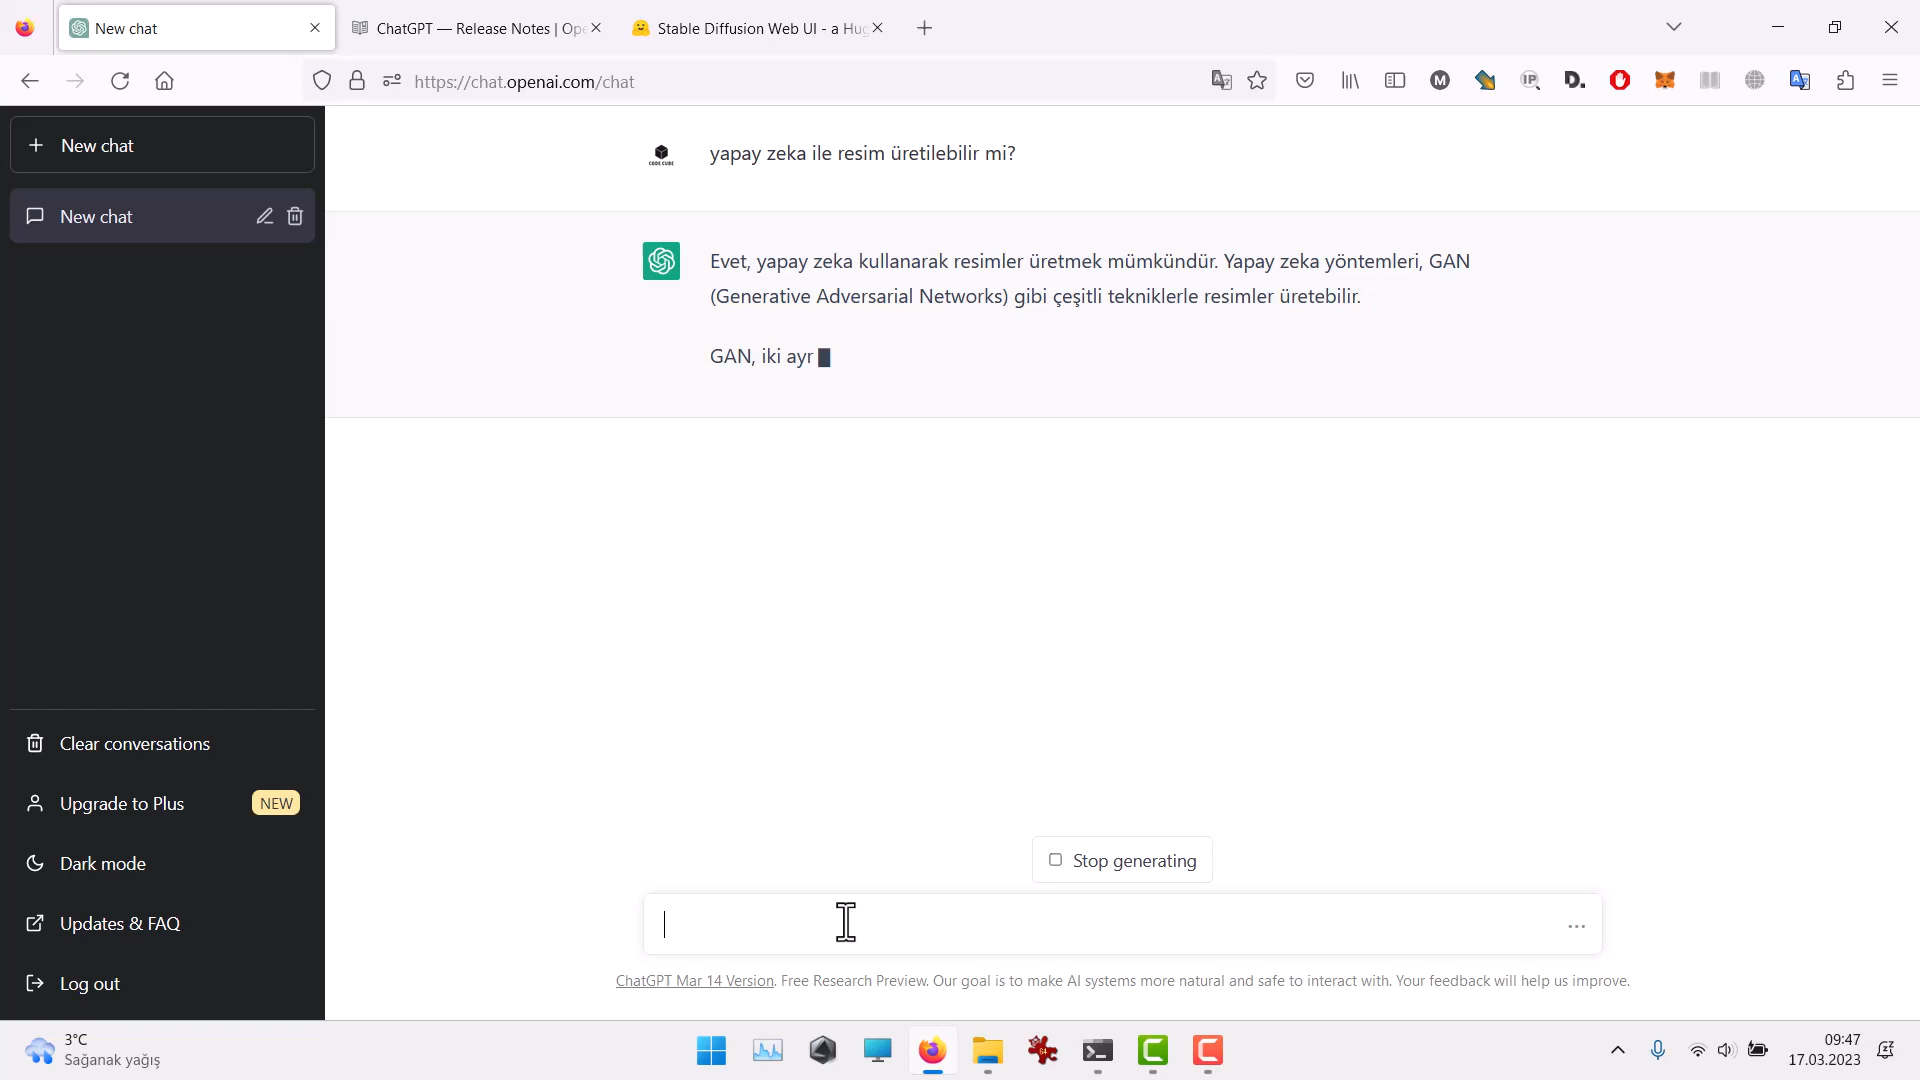 New chat
ChatGPT — Release Notes | Ope
Stable Diffusion Web UI - a Hug
https://chat.openai.com/chat
New chat
New chat
CODE CUBE
yapay zeka ile resim üretilebilir mi?
Evet, yapay zeka kullanarak resimler üretmek mümkündür. Yapay zeka yöntemleri, GAN
(Generative Adversarial Networks) gibi çeşitli tekniklerle resimler üretebilir.
GAN, iki ayr
Clear conversations
Upgrade to Plus
NEW
Dark mode
Updates & FAQ
Log out
Stop generating
ChatGPT Mar 14 Version. Free Research Preview. Our goal is to make AI systems more natural and safe to interact with. Your feedback will help us improve.
3°C
Sağanak yağış
09:47
17.03.2023